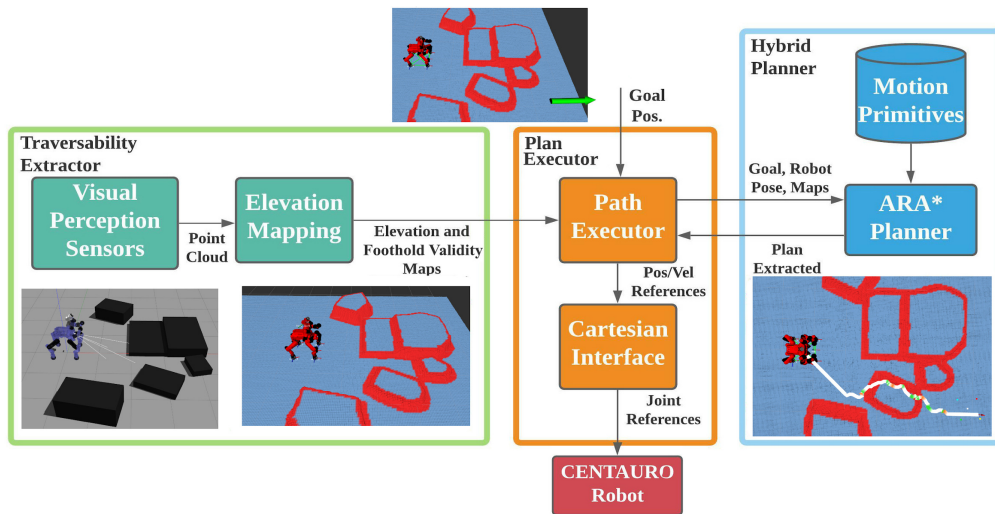 Traversability
Extractor
Visual
Perception
Sensors
Point
Cloud
Elevation
Mapping
Elevation and
Foothold Validity
Maps
Goal
Pos.
Plan
Executor
Path
Executor
Pos/Vel
References
Cartesian
Interface
Joint
References
CENTAURO
Robot
Hybrid
Planner
Motion
Primitives
Goal, Robot
Pose, Maps
ARA*
Planner
Plan
Extracted